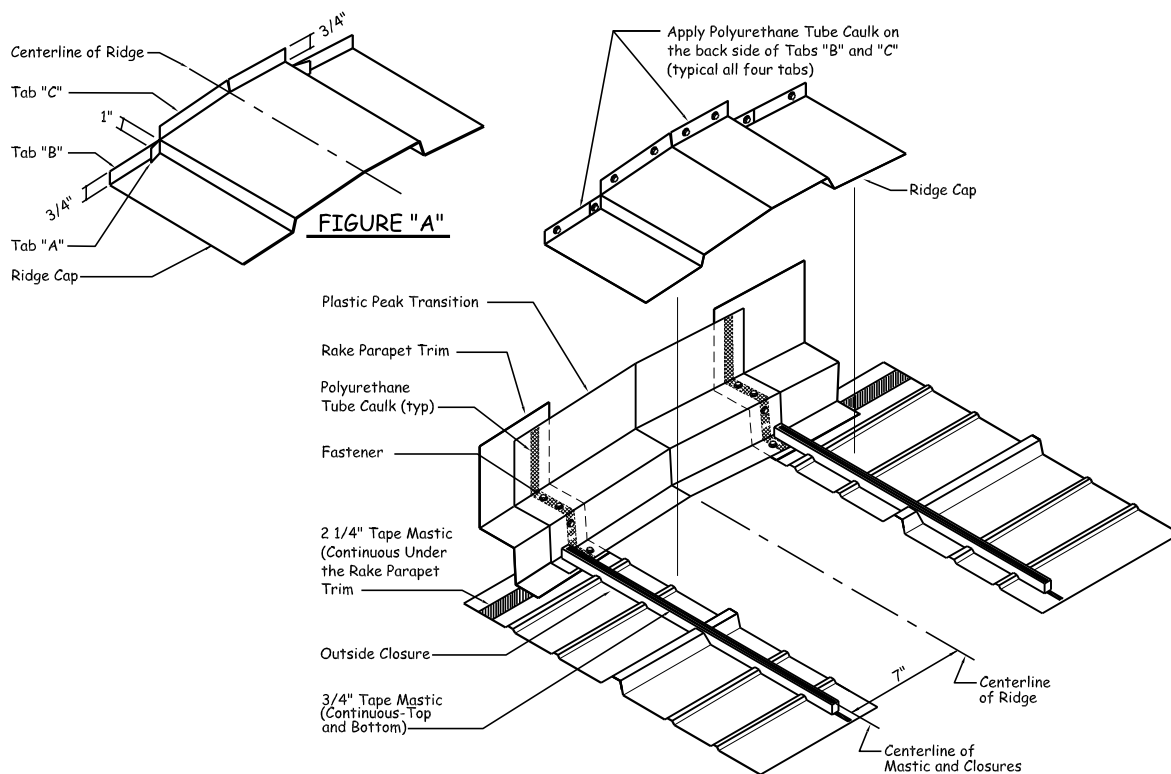 3/4"
Centerline of Ridge
Tab "C"
1"
Tab "B"
3/4"
Tab "A"
Ridge Cap
FIGURE "A"
Apply Polyurethane Tube Caulk on
the back side of Tabs "B" and "C"
(typical all four tabs)
Ridge Cap
Plastic Peak Transition
Rake Parapet Trim
Polyurethane
Tube Caulk (typ)
Fastener
2 1/4" Tape Mastic
(Continuous Under
the Rake Parapet
Trim
Outside Closure
3/4" Tape Mastic
(Continuous-Top
and Bottom)
7"
Centerline
of Ridge
Centerline of
Mastic and Closures